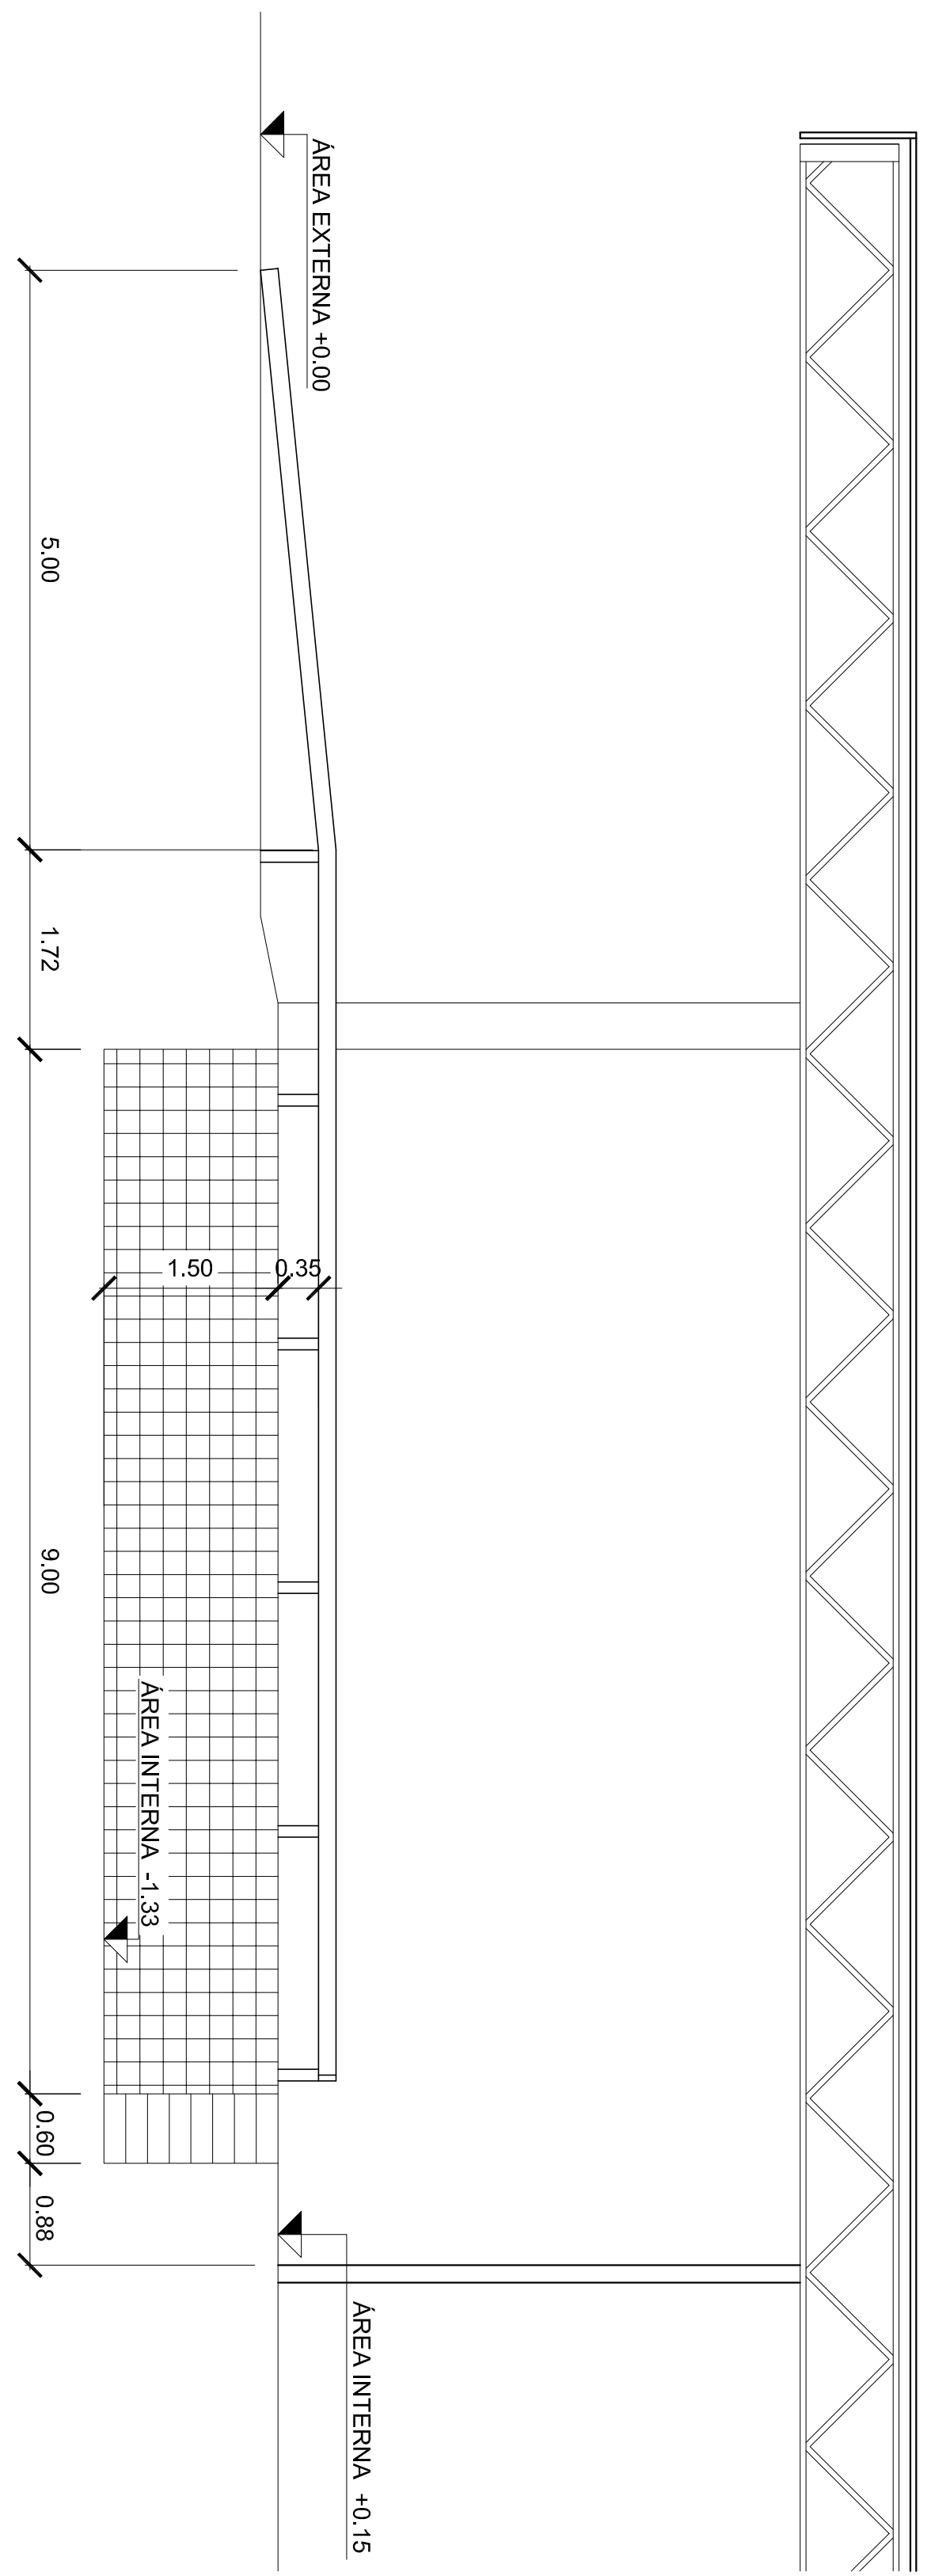 ÁREA EXTERNA +0.00
ÁREA INTERNA +0.15
1.50
0.35
ÁREA INTERNA -1.33
5.00
1.72
9.00
0.60
0.88